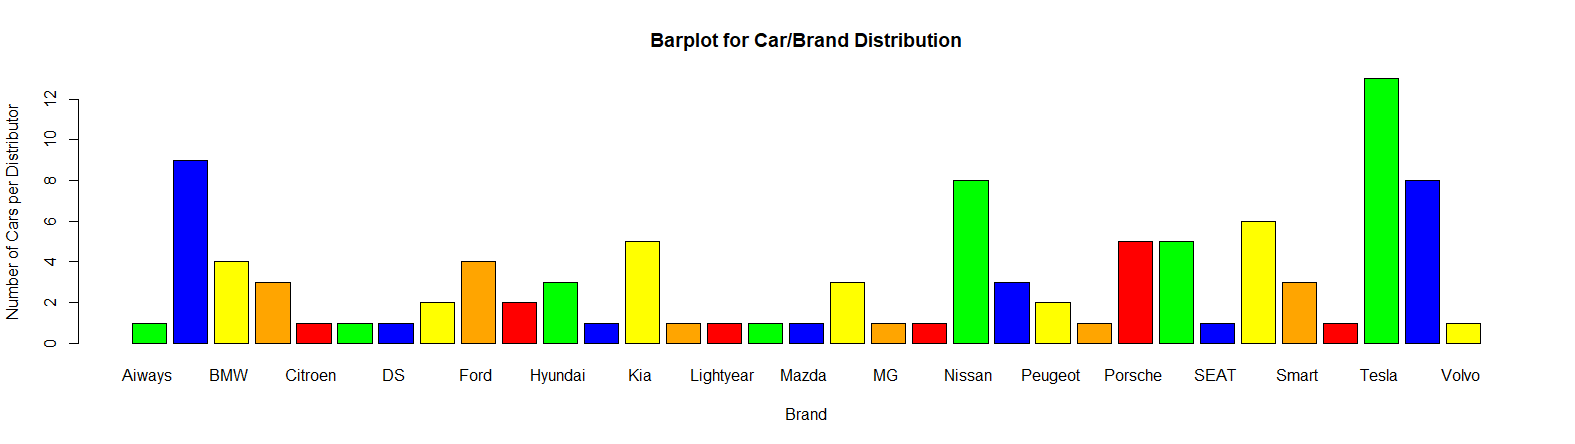 Barplot for Car/Brand Distribution
Number of Cars per Distributor
12
10
8
6
4
2
0
Aiways BMW Citroen DS Ford Hyundai Kia Lightyear Mazda MG Nissan Peugeot Porsche SEAT Smart Tesla Volvo
Brand